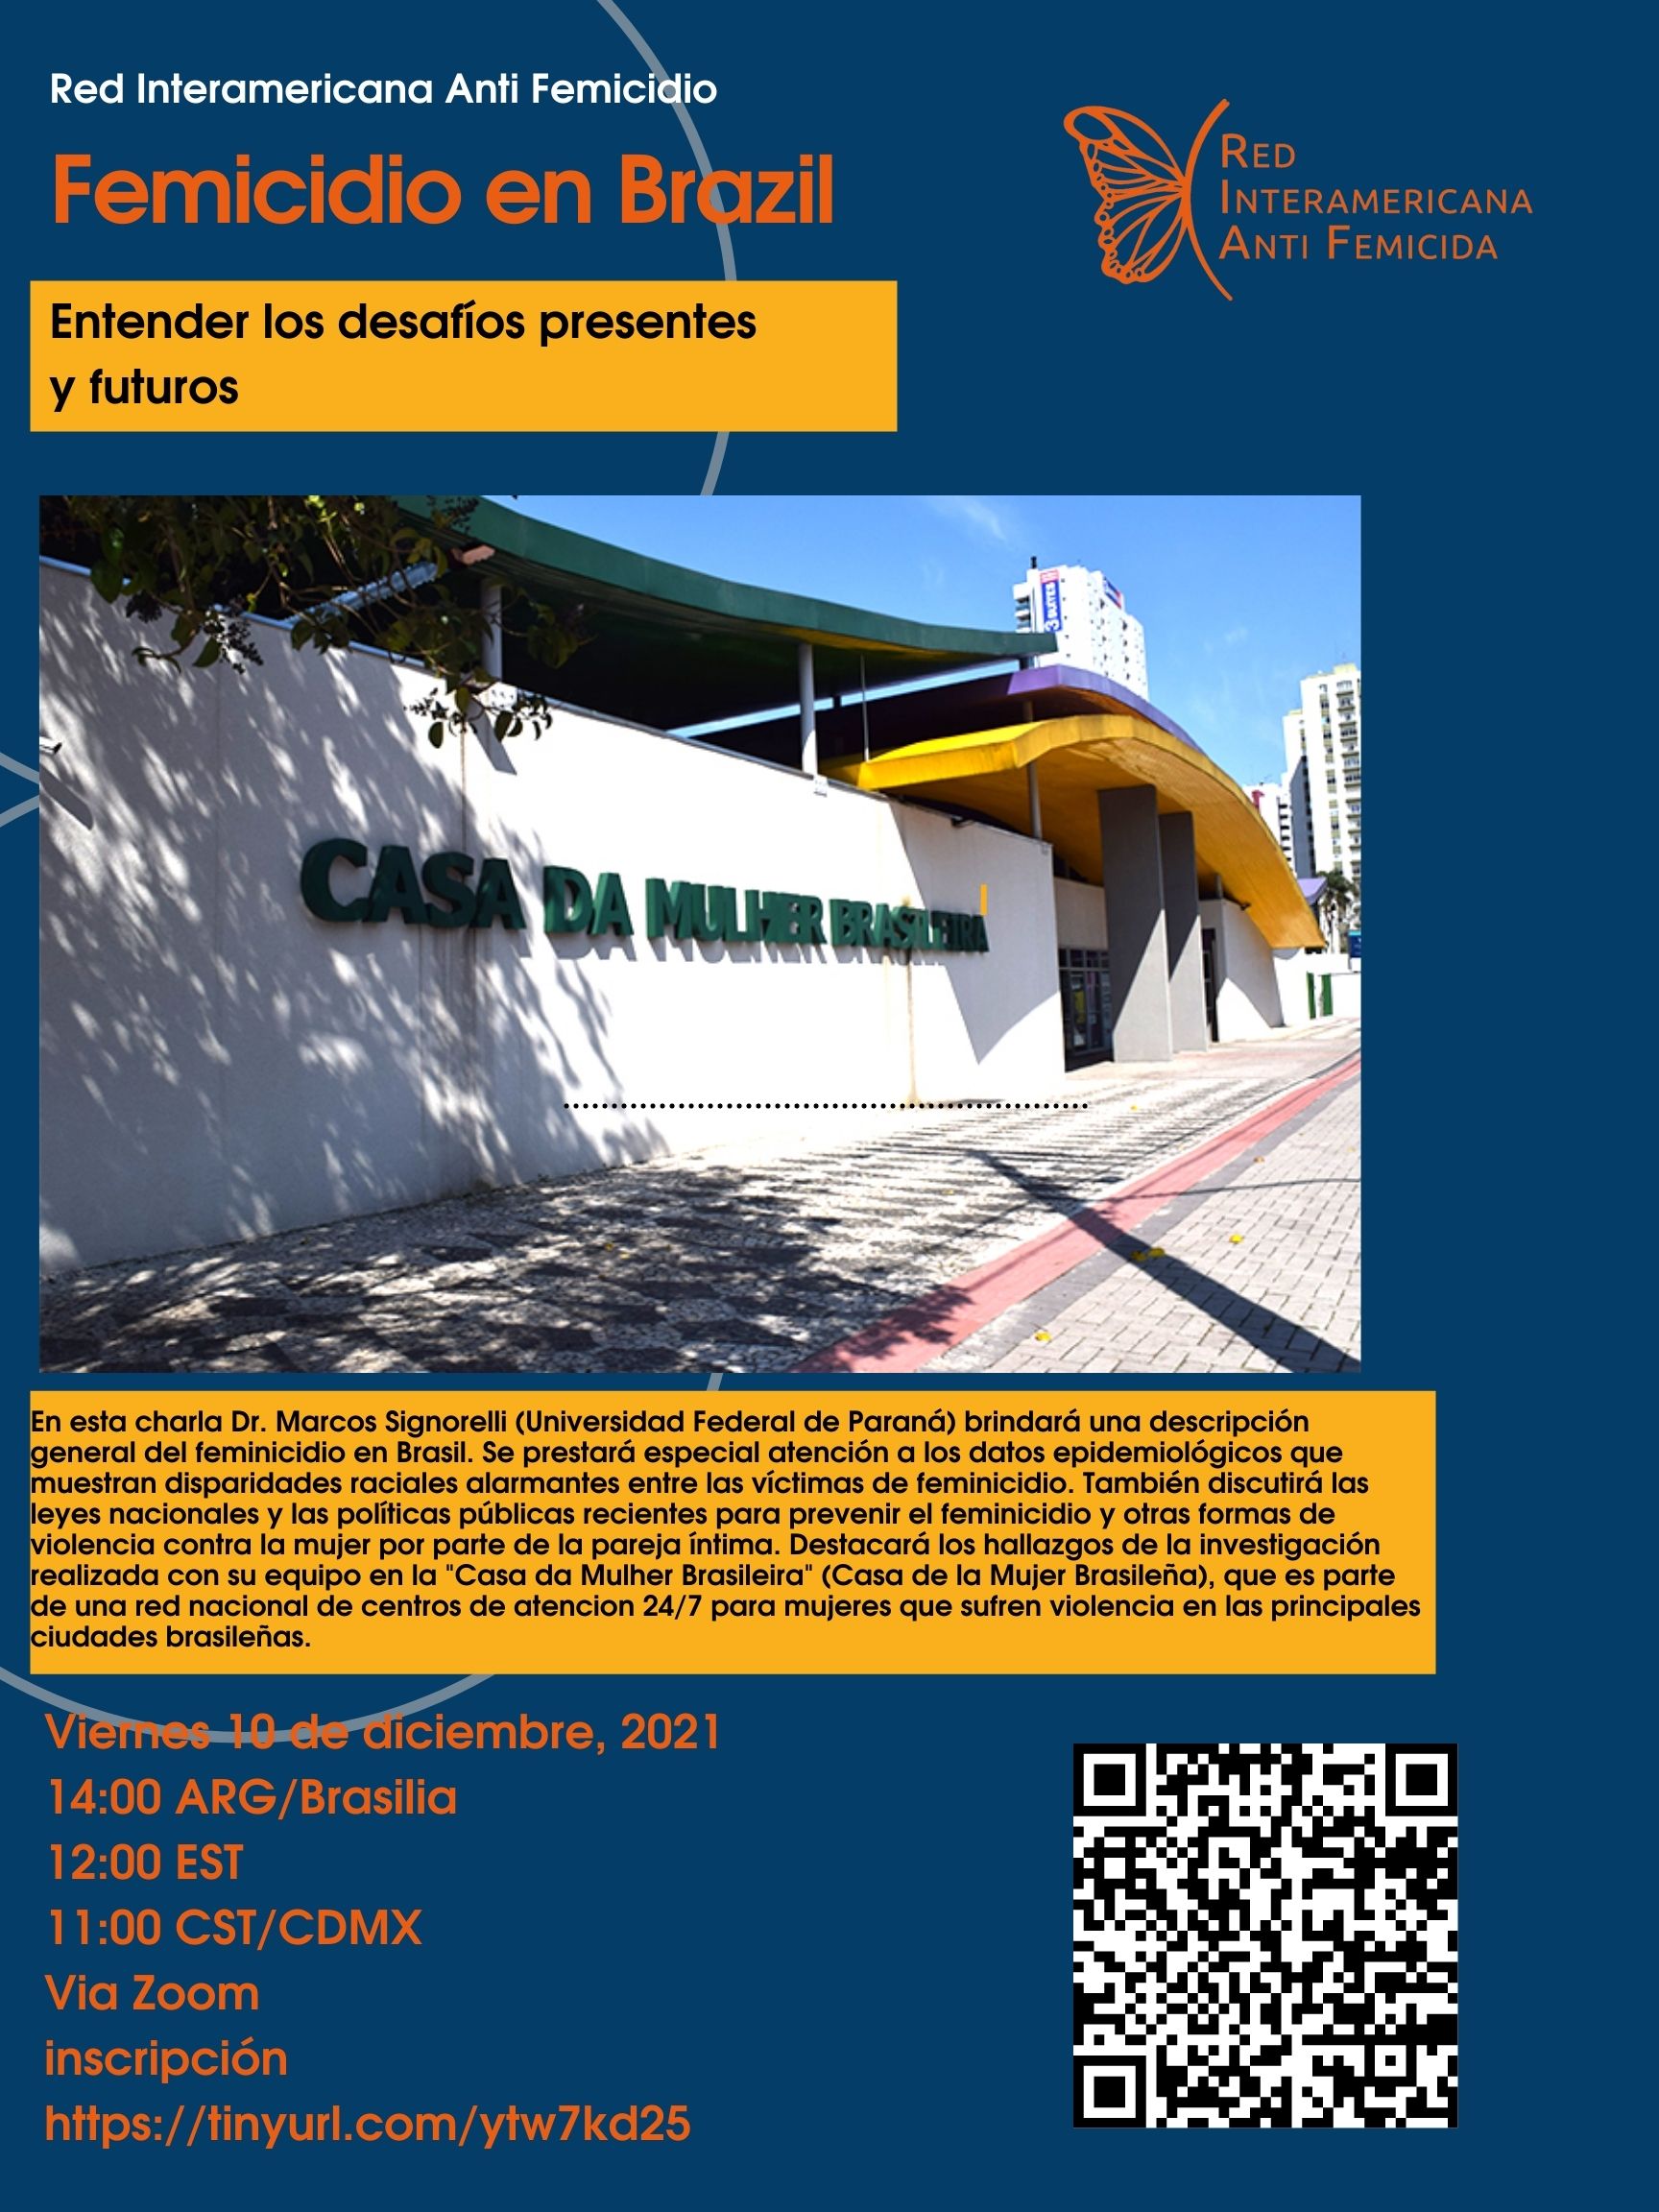 Red Interamericana Anti Femicidio
Femicidio en Brazil
RED
INTERAMERICANA
ANTI FEMICIDA
Entender los desafíos presentes
y futuros
3 SUÍTES
CASA DA MULHER BRASILEIRA
En esta charla Dr. Marcos Signorelli (Universidad Federal de Paraná) brindará una descripción
general del feminicidio en Brasil. Se prestará especial atención a los datos epidemiológicos que
muestran disparidades raciales alarmantes entre las víctimas de feminicidio. También discutirá las
leyes nacionales y las políticas públicas recientes para prevenir el feminicidio y otras formas de
violencia contra la mujer por parte de la pareja íntima. Destacará los hallazgos de la investigación
realizada con su equipo en la "Casa da Mulher Brasileira" (Casa de la Mujer Brasileña), que es parte
de una red nacional de centros de atencion 24/7 para mujeres que sufren violencia en las principales
ciudades brasileñas.
Viernes 10 de diciembre, 2021
14:00 ARG/Brasilia
12:00 EST
11:00 CST/CDMX
Via Zoom
inscripción
https://tinyurl.com/ytw7kd25